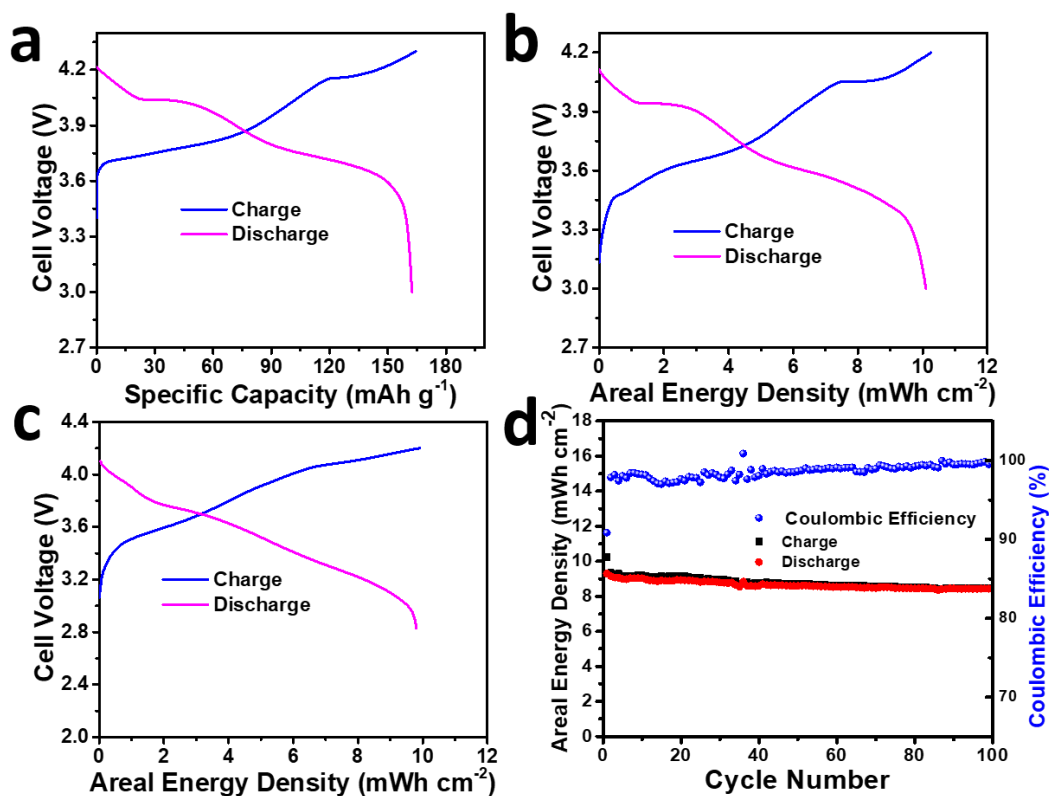 a
4.2
3.9
3.6
3.3
3.0
2.7
Cell Voltage (V)
Charge
Discharge
0 30 60 90 120 150 180
Specific Capacity (mAh g-1)
b
4.2
3.9
3.6
3.3
3.0
2.7
Cell Voltage (V)
Charge
Discharge
0 2 4 6 8 10 12
Areal Energy Density (mWh cm-2)
c
4.4
4.0
3.6
3.2
2.8
2.4
2.0
Cell Voltage (V)
Charge
Discharge
0 2 4 6 8 10 12
Areal Energy Density (mWh cm-2)
d
18
16
14
12
10
8
6
4
2
0
Areal Energy Density (mWh cm-2)
Coulombic Efficiency
Charge
Discharge
100
90
80
70
Coulombic Efficiency (%)
0 20 40 60 80 100
Cycle Number